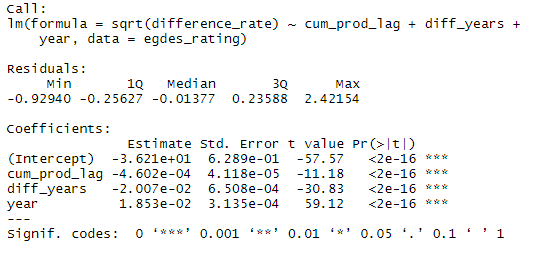 Call:
lm(formula = sqrt(difference_rate) ~ cum_prod_lag + diff_years +
    year, data = egdes_rating)
Residuals:
     Min       1Q   Median       3Q      Max
-0.92940 -0.25627 -0.01377  0.23588  2.42154
Coefficients:
               Estimate Std. Error t value Pr(>|t|)
(Intercept)  -3.621e+01  6.289e-01  -57.57   <2e-16 ***
cum_prod_lag -4.602e-04  4.118e-05  -11.18   <2e-16 ***
diff_years   -2.007e-02  6.508e-04  -30.83   <2e-16 ***
year          1.853e-02  3.135e-04   59.12   <2e-16 ***
---
Signif. codes:  0 ‘***’ 0.001 ‘**’ 0.01 ‘*’ 0.05 ‘.’ 0.1 ‘ ’ 1